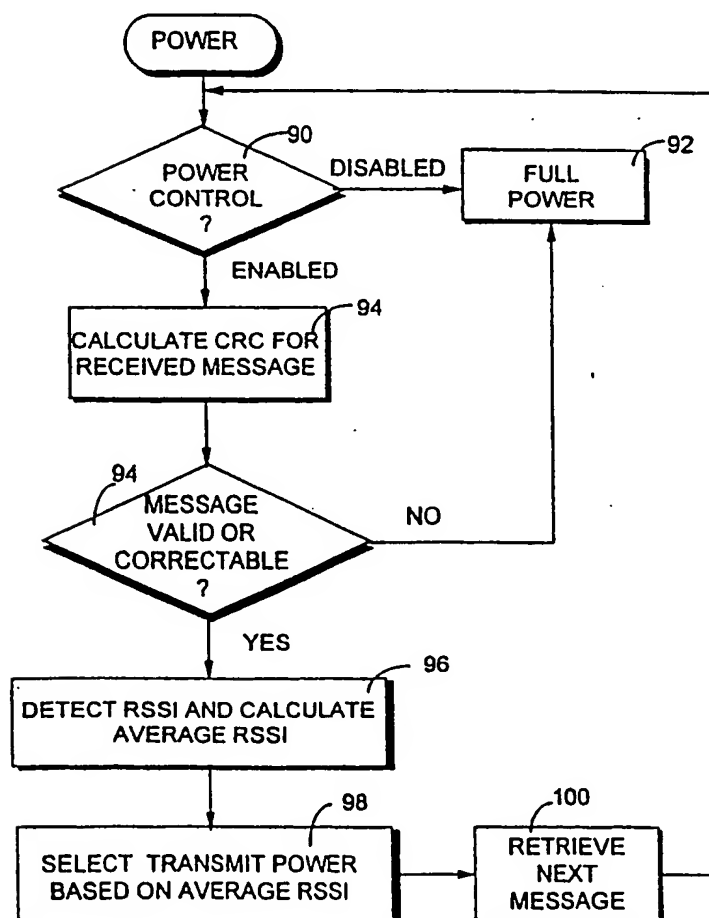 POWER
90
POWER
CONTROL
?
DISABLED
92
FULL
POWER
ENABLED
94
CALCULATE CRC FOR
RECEIVED MESSAGE
94
MESSAGE
VALID OR
CORRECTABLE
?
NO
YES
96
DETECT RSSI AND CALCULATE
AVERAGE RSSI
98
SELECT TRANSMIT POWER
BASED ON AVERAGE RSSI
100
RETRIEVE
NEXT
MESSAGE